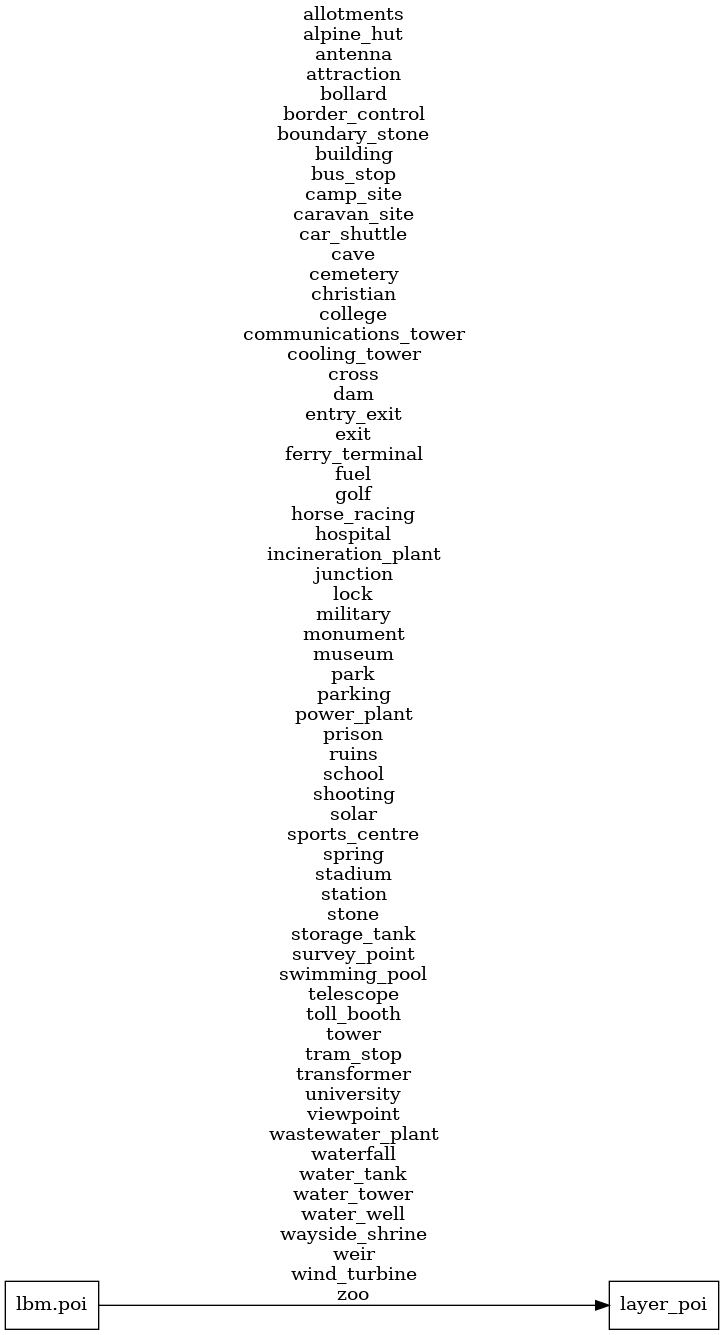 allotments
alpine_hut
antenna
attraction
bollard
border_control
boundary_stone
building
bus_stop
camp_site
caravan_site
car_shuttle
cave
cemetery
christian
college
communications_tower
cooling_tower
cross
dam
entry_exit
exit
ferry_terminal
fuel
golf
horse_racing
hospital
incineration_plant
junction
lock
military
monument
museum
park
parking
power_plant
prison
ruins
school
shooting
solar
sports_centre
spring
stadium
station
stone
storage_tank
survey_point
swimming_pool
telescope
toll_booth
tower
tram_stop
transformer
university
viewpoint
wastewater_plant
waterfall
water_tank
water_tower
water_well
wayside_shrine
weir
wind_turbine
zoo
lbm.poi
layer_poi